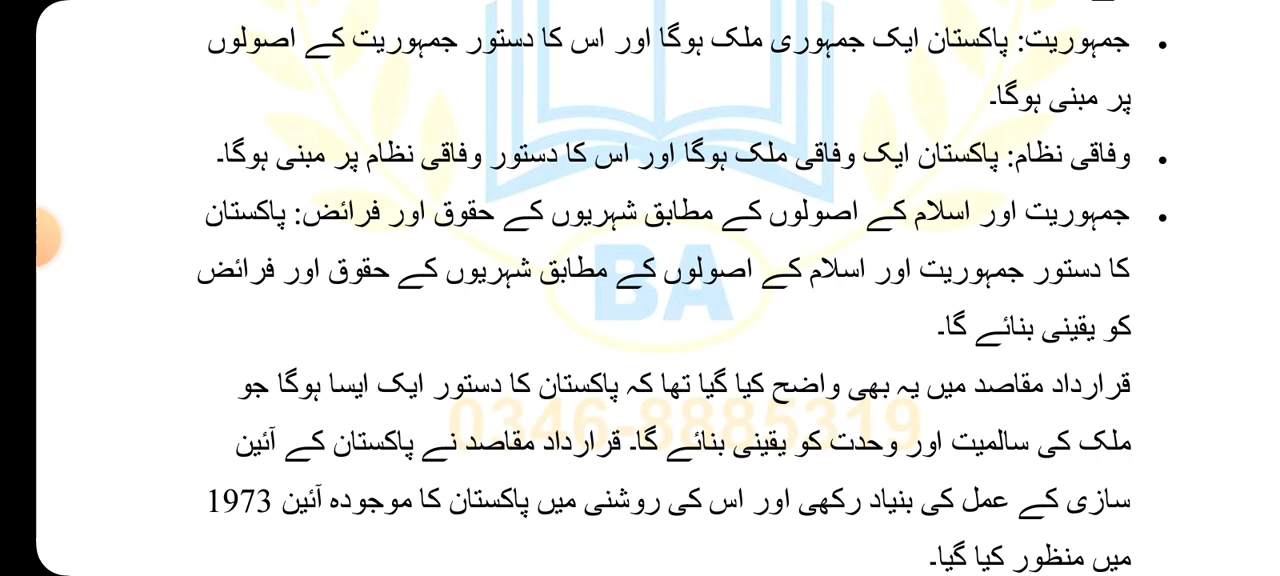 • جمہوریت: پاکستان ایک جمہوری ملک ہوگا اور اس کا دستور جمہوریت کے اصولوں
پر مبنی ہوگا۔
• وفاقی نظام: پاکستان ایک وفاقی ملک ہوگا اور اس کا دستور وفاقی نظام پر مبنی ہوگا۔
• جمہوریت اور اسلام کے اصولوں کے مطابق شہریوں کے حقوق اور فرائض: پاکستان
کا دستور جمہوریت اور اسلام کے اصولوں کے مطابق شہریوں کے حقوق اور فرائض
BA
کو یقینی بنائے گا۔
قرارداد مقاصد میں یہ بھی واضح کیا گیا تھا کہ پاکستان کا دستور ایک ایسا ہوگا جو
0346-8885319
ملک کی سالمیت اور وحدت کو یقینی بنائے گا۔ قرارداد مقاصد نے پاکستان کے آئین
سازی کے عمل کی بنیاد رکھی اور اس کی روشنی میں پاکستان کا موجودہ آئین 1973
میں منظور کیا گیا۔